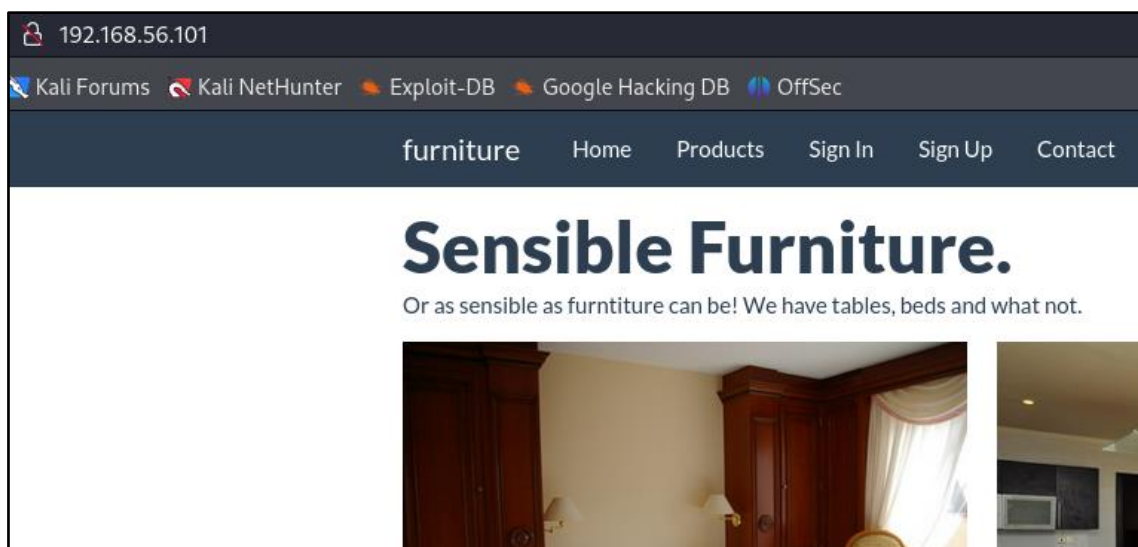 192.168.56.101
Kali Forums Kali NetHunter Exploit-DB Google Hacking DB OffSec
furniture Home Products Sign In Sign Up Contact
Sensible Furniture.
Or as sensible as furntiture can be! We have tables, beds and what not.